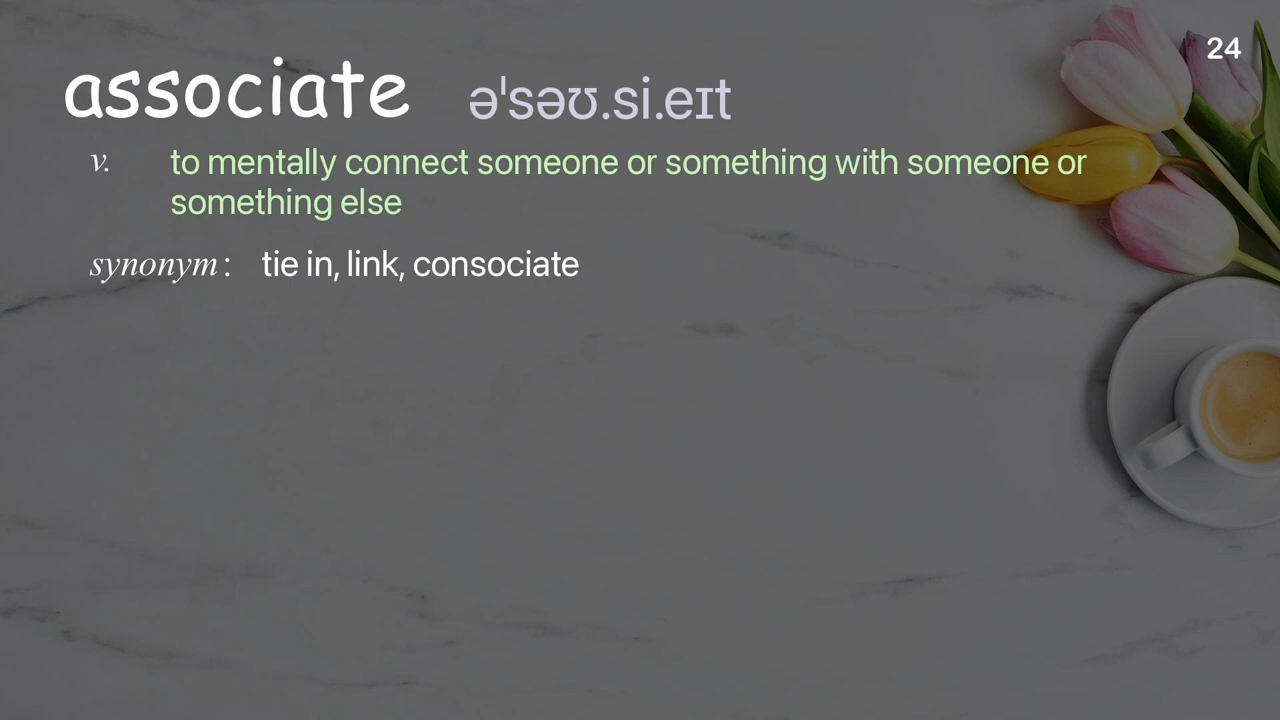 24
associate əˈsəʊ.si.eɪt
v. to mentally connect someone or something with someone or
something else
synonym : tie in, link, consociate